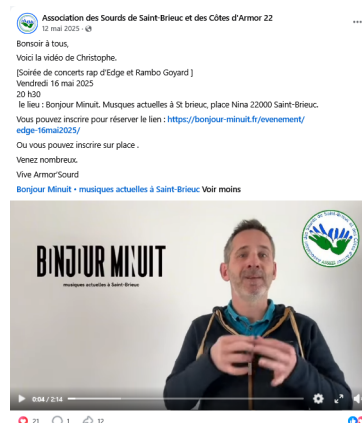 Association des Sourds de Saint-Brieuc et des Côtes d'Armor 22
12 mai 2025 ·
Bonsoir à tous,
Voici la vidéo de Christophe.
[Soirée de concerts rap d'Edge et Rambo Goyard ]
Vendredi 16 mai 2025
20 h30
le lieu : Bonjour Minuit. Musques actuelles à St brieuc, place Nina 22000 Saint-Brieuc.
Vous pouvez inscrire pour réserver le lien : https://bonjour-minuit.fr/evenement/
edge-16mai2025/
Ou vous pouvez inscrire sur place .
Venez nombreux.
Vive Armor'Sourd
Bonjour Minuit • musiques actuelles à Saint-Brieuc Voir moins
BONJOUR MINUIT
musiques actuelles à Saint-Brieuc
0:04 / 2:14
21 1 12